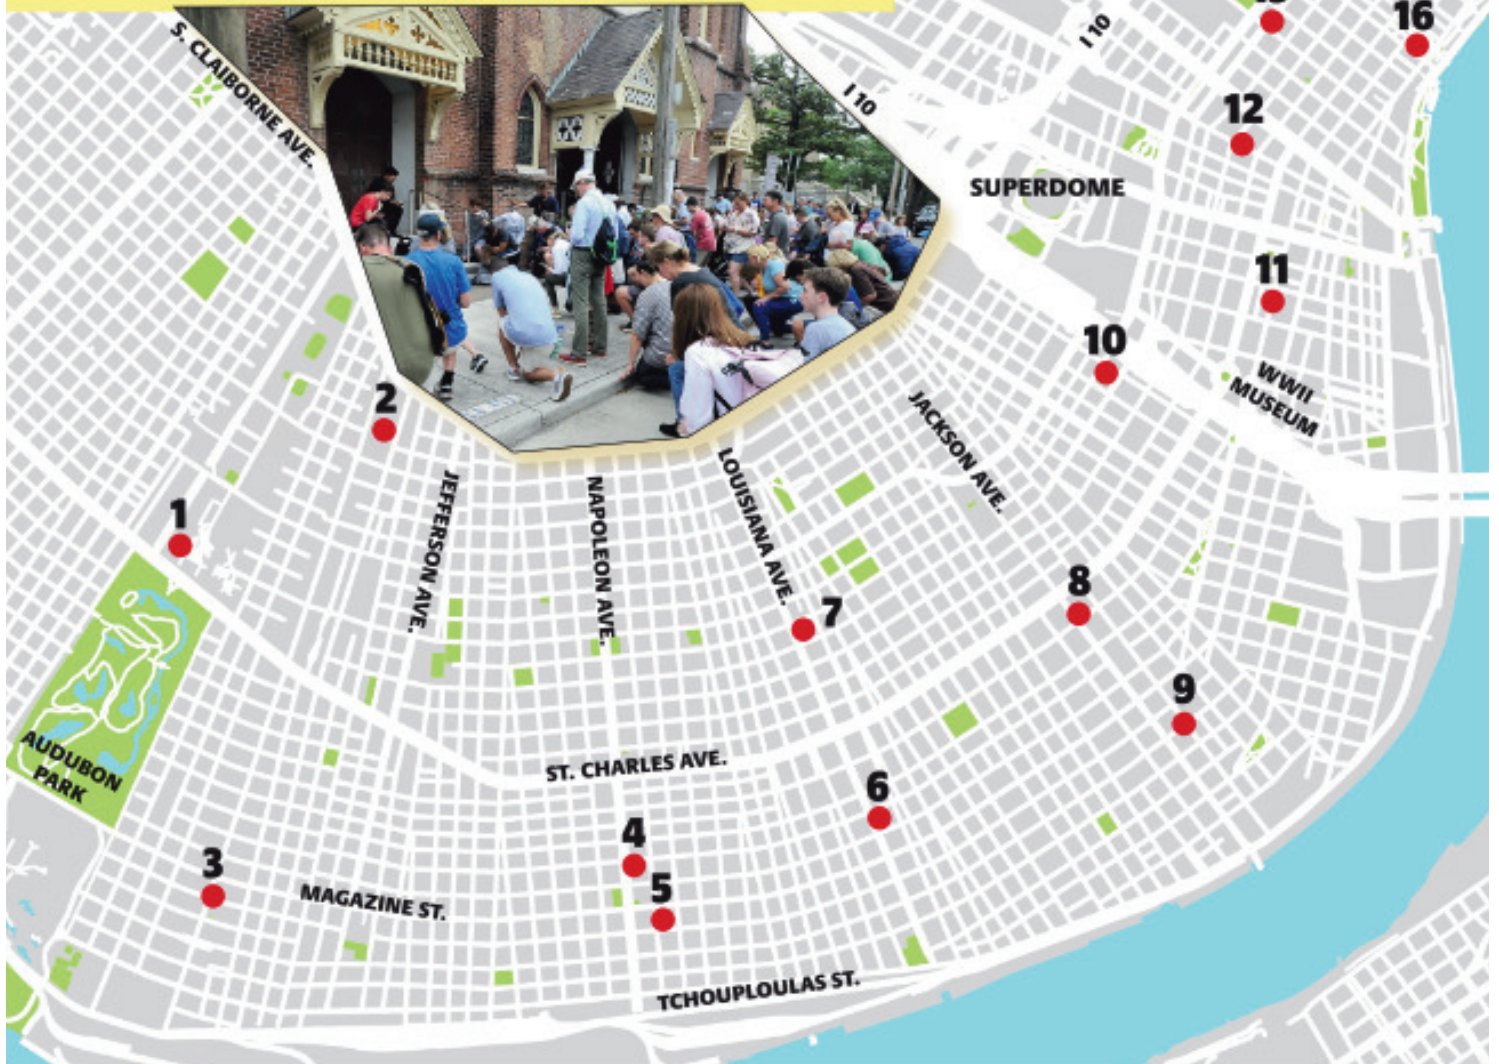 16
S. CLAIBORNE AVE.
I 10
I 10
12
SUPERDOME
11
10
WWII
MUSEUM
2
JACKSON AVE.
LOUISIANA AVE.
JEFFERSON AVE.
NAPOLEON AVE.
1
8
7
9
AUDUBON
PARK
ST. CHARLES AVE.
6
4
3
5
MAGAZINE ST.
TCHOUPLOULAS ST.